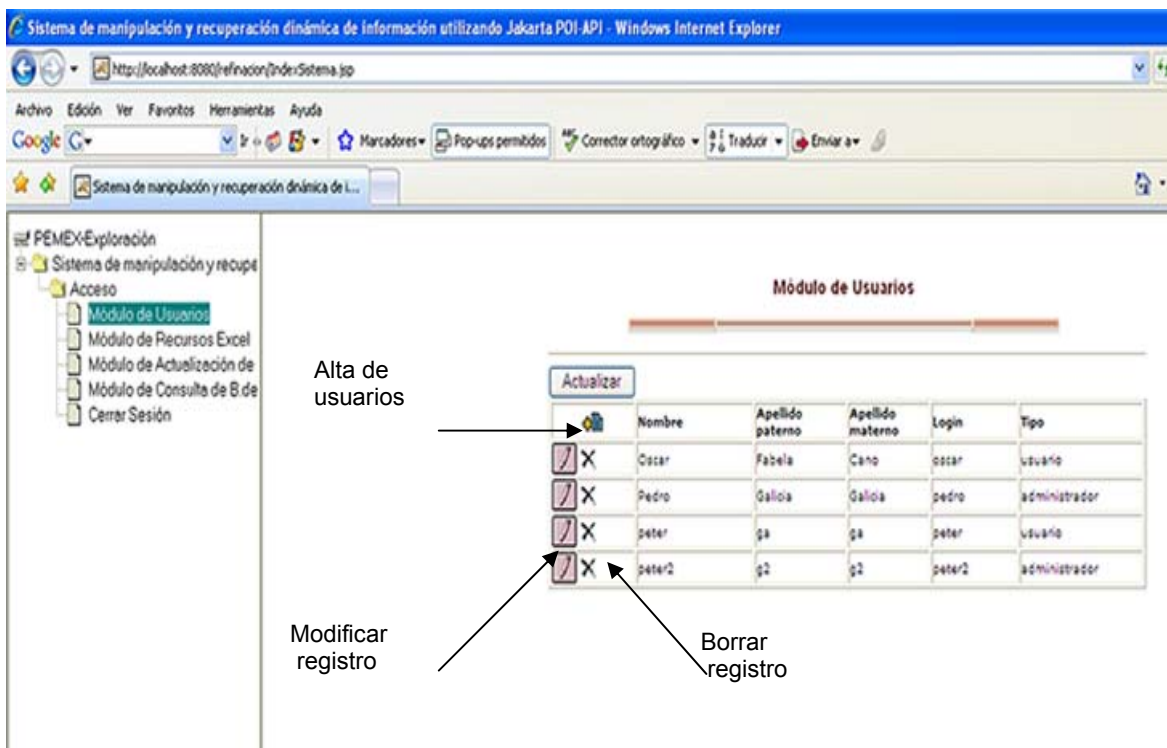 Sistema de manipulación y recuperación dinámica de información utilizando Jakarta POI-API - Windows Internet Explorer
http://localhost:8080/refinacion/IndexSistema.jsp
Archivo Edición Ver Favoritos Herramientas Ayuda
Google G Ir Marcadores Pop-ups permitidos Corrector ortográfico Traducir Enviar a
Sistema de manipulación y recuperación dinámica de i...
PEMEX-Exploración
Sistema de manipulación y recupe
Acceso
Módulo de Usuarios
Módulo de Recursos Excel
Módulo de Actualización de
Módulo de Consulta de B.de
Cerrar Sesión
Módulo de Usuarios
Alta de
usuarios
Actualizar
Nombre Apellido paterno Apellido materno Login Tipo
Oscar Fabela Cano oscar usuario
Pedro Galicia Galicia pedro administrador
peter ga ga peter usuario
peter2 g2 g2 peter2 administrador
Modificar
registro
Borrar
registro